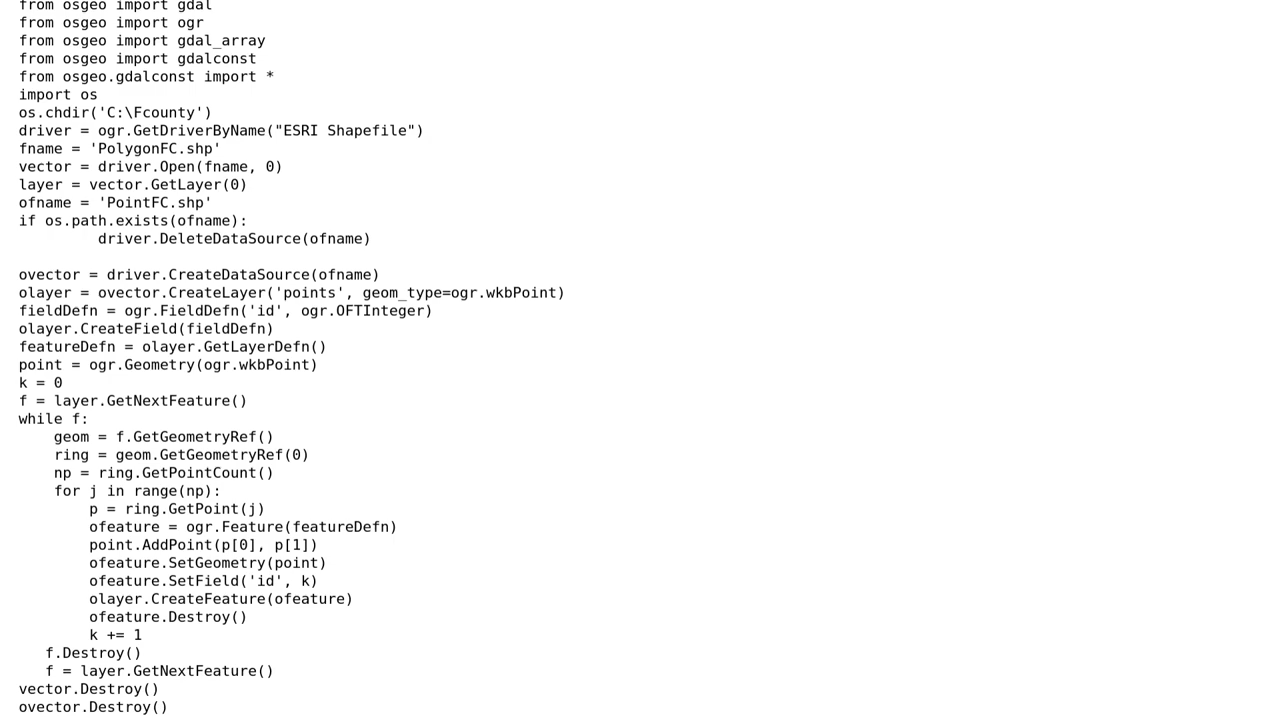 from osgeo import gdal
from osgeo import ogr
from osgeo import gdal_array
from osgeo import gdalconst
from osgeo.gdalconst import *
import os
os.chdir('C:\Fcounty')
driver = ogr.GetDriverByName("ESRI Shapefile")
fname = 'PolygonFC.shp'
vector = driver.Open(fname, 0)
layer = vector.GetLayer(0)
ofname = 'PointFC.shp'
if os.path.exists(ofname):
         driver.DeleteDataSource(ofname)

ovector = driver.CreateDataSource(ofname)
olayer = ovector.CreateLayer('points', geom_type=ogr.wkbPoint)
fieldDefn = ogr.FieldDefn('id', ogr.OFTInteger)
olayer.CreateField(fieldDefn)
featureDefn = olayer.GetLayerDefn()
point = ogr.Geometry(ogr.wkbPoint)
k = 0
f = layer.GetNextFeature()
while f:
    geom = f.GetGeometryRef()
    ring = geom.GetGeometryRef(0)
    np = ring.GetPointCount()
    for j in range(np):
        p = ring.GetPoint(j)
        ofeature = ogr.Feature(featureDefn)
        point.AddPoint(p[0], p[1])
        ofeature.SetGeometry(point)
        ofeature.SetField('id', k)
        olayer.CreateFeature(ofeature)
        ofeature.Destroy()
        k += 1
   f.Destroy()
   f = layer.GetNextFeature()
vector.Destroy()
ovector.Destroy()